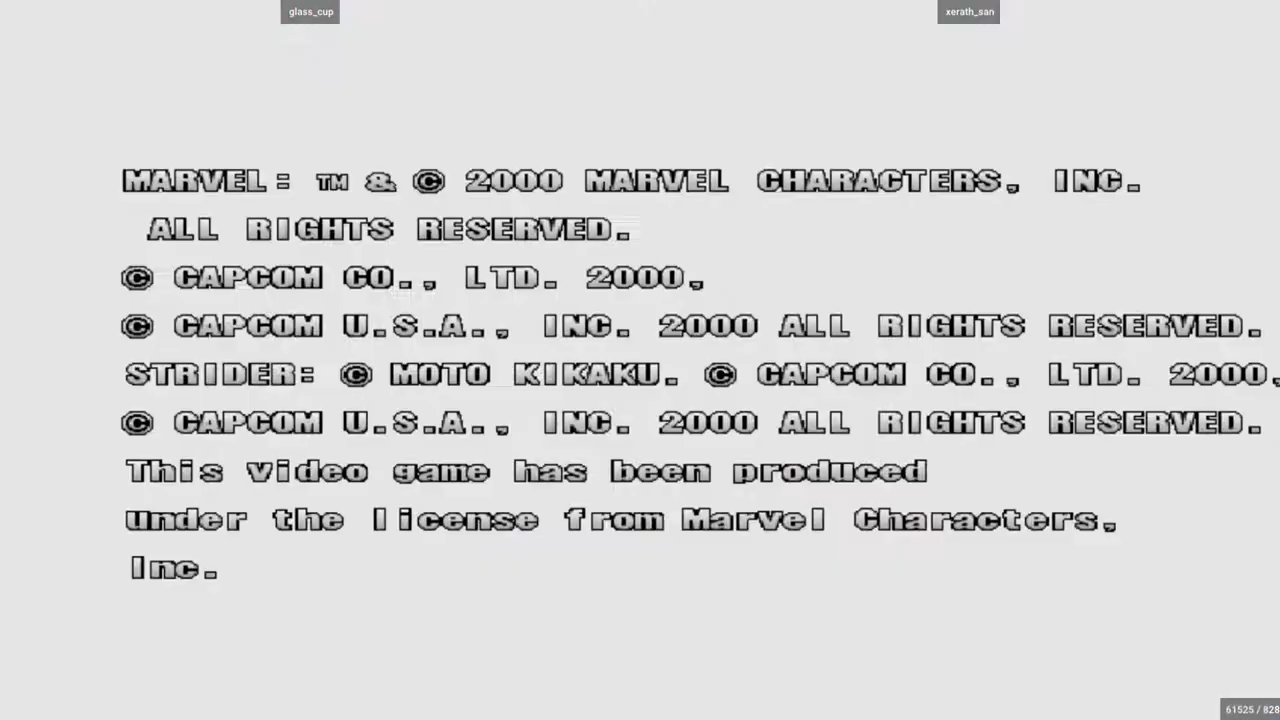 glass_cup xerath_san
MARVEL: ™ & © 2000 MARVEL CHARACTERS, INC.
ALL RIGHTS RESERVED.
© CAPCOM CO., LTD. 2000,
© CAPCOM U.S.A., INC. 2000 ALL RIGHTS RESERVED.
STRIDER: © MOTO KIKAKU. © CAPCOM CO., LTD. 2000,
© CAPCOM U.S.A., INC. 2000 ALL RIGHTS RESERVED.
This video game has been produced
under the license from Marvel Characters,
Inc.
61525 / 828